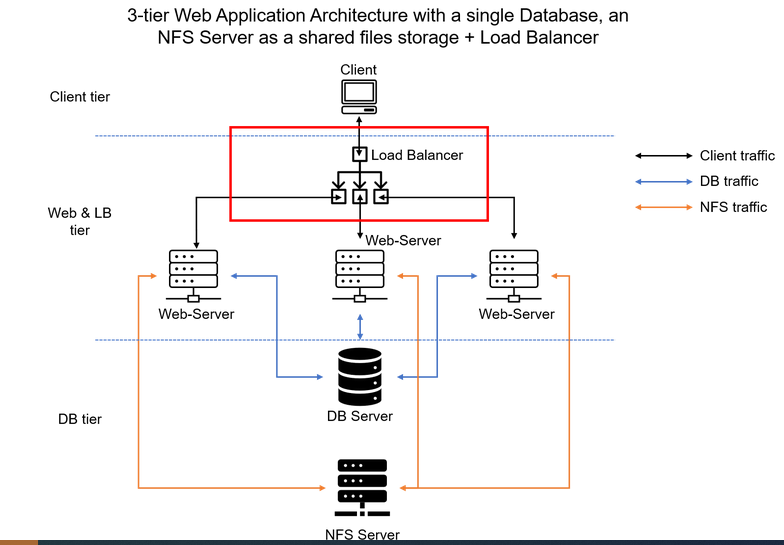 3-tier Web Application Architecture with a single Database, an
NFS Server as a shared files storage + Load Balancer
Client
Client tier
Load Balancer
Client traffic
DB traffic
NFS traffic
Web & LB
tier
Web-Server
Web-Server
Web-Server
DB Server
DB tier
NFS Server